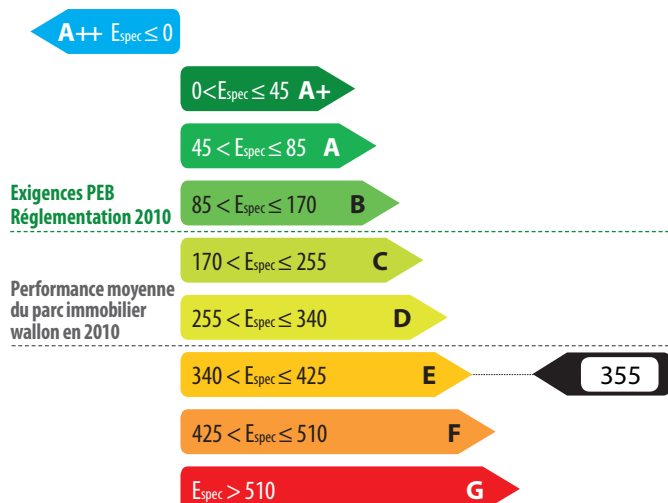 A++ Espec ≤ 0
0<Espec ≤ 45 A+
45 < Espec ≤ 85 A
Exigences PEB
Réglementation 2010
85 < Espec ≤ 170 B
170 < Espec ≤ 255 C
Performance moyenne
du parc immobilier
wallon en 2010
255 < Espec ≤ 340 D
340 < Espec ≤ 425 E
355
425 < Espec ≤ 510 F
Espec > 510 G